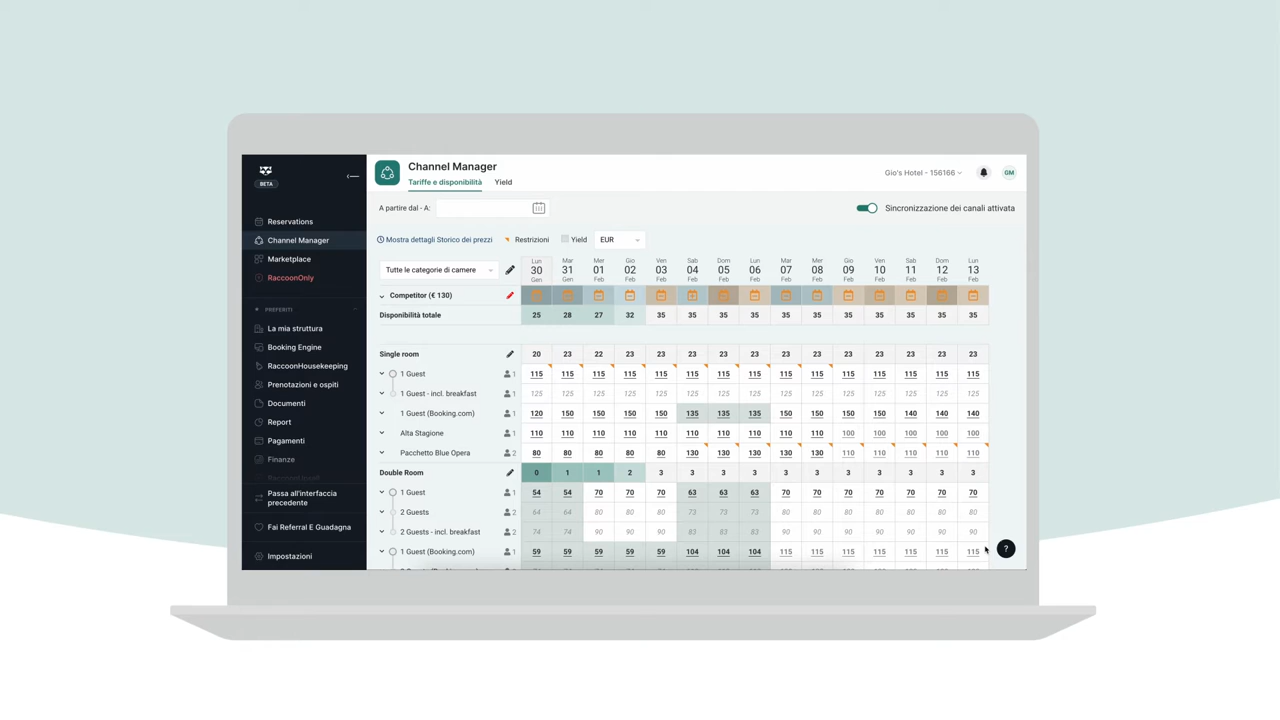 BETA
Reservations
Channel Manager
Marketplace
RaccoonOnly
PREFERITI
La mia struttura
Booking Engine
RaccoonHousekeeping
Prenotazioni e ospiti
Documenti
Report
Pagamenti
Finanze
Passa all'interfaccia
precedente
Fai Referral E Guadagna
Impostazioni
Channel Manager
Tariffe e disponibilità Yield
Gio's Hotel - 156166 GM
A partire dal - A: Sincronizzazione dei canali attivata
Mostra dettagli Storico dei prezzi Restrizioni Yield EUR
Lun Mar Mer Gio Ven Sab Dom Lun Mar Mer Gio Ven Sab Dom Lun
Tutte le categorie di camere 30 31 01 02 03 04 05 06 07 08 09 10 11 12 13
Gen Gen Feb Feb Feb Feb Feb Feb Feb Feb Feb Feb Feb Feb Feb
Competitor (€ 130)
Disponibilità totale 25 28 27 32 35 35 35 35 35 35 35 35 35 35 35
Single room 20 23 22 23 23 23 23 23 23 23 23 23 23 23 23
1 Guest 1 115 115 115 115 115 115 115 115 115 115 115 115 115 115 115
1 Guest - incl. breakfast 1 125 125 125 125 125 125 125 125 125 125 125 125 125 125 125
1 Guest (Booking.com) 1 120 150 150 150 150 135 135 135 150 150 150 150 140 140 140
Alta Stagione 1 110 110 110 110 110 110 110 110 110 110 100 100 100 100 100
Pacchetto Blue Opera 2 80 80 80 80 80 130 130 130 130 130 110 110 110 110 110
Double Room 0 1 1 2 3 3 3 3 3 3 3 3 3 3 3
1 Guest 1 54 54 70 70 70 63 63 63 70 70 70 70 70 70 70
2 Guests 2 64 64 80 80 80 73 73 73 80 80 80 80 80 80 80
2 Guests - incl. breakfast 2 74 74 90 90 90 83 83 83 90 90 90 90 90 90 90
1 Guest (Booking.com) 1 59 59 59 59 59 104 104 104 115 115 115 115 115 115 115
?